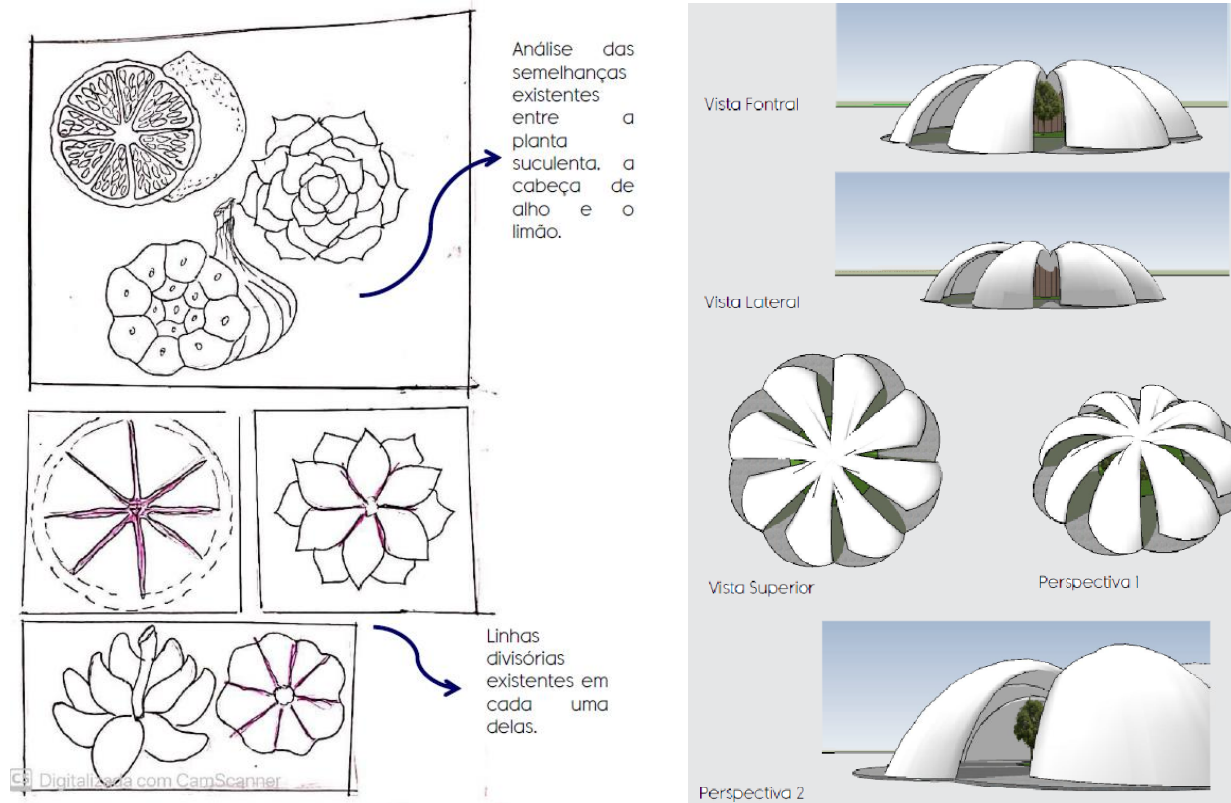 Análise das
semelhanças
existentes
entre a
planta
suculenta, a
cabeça de
alho e o
limão.
Linhas
divisórias
existentes em
cada uma
delas.
CS Digitalizada com CamScanner
Vista Fontral
Vista Lateral
Vista Superior
Perspectiva 1
Perspectiva 2